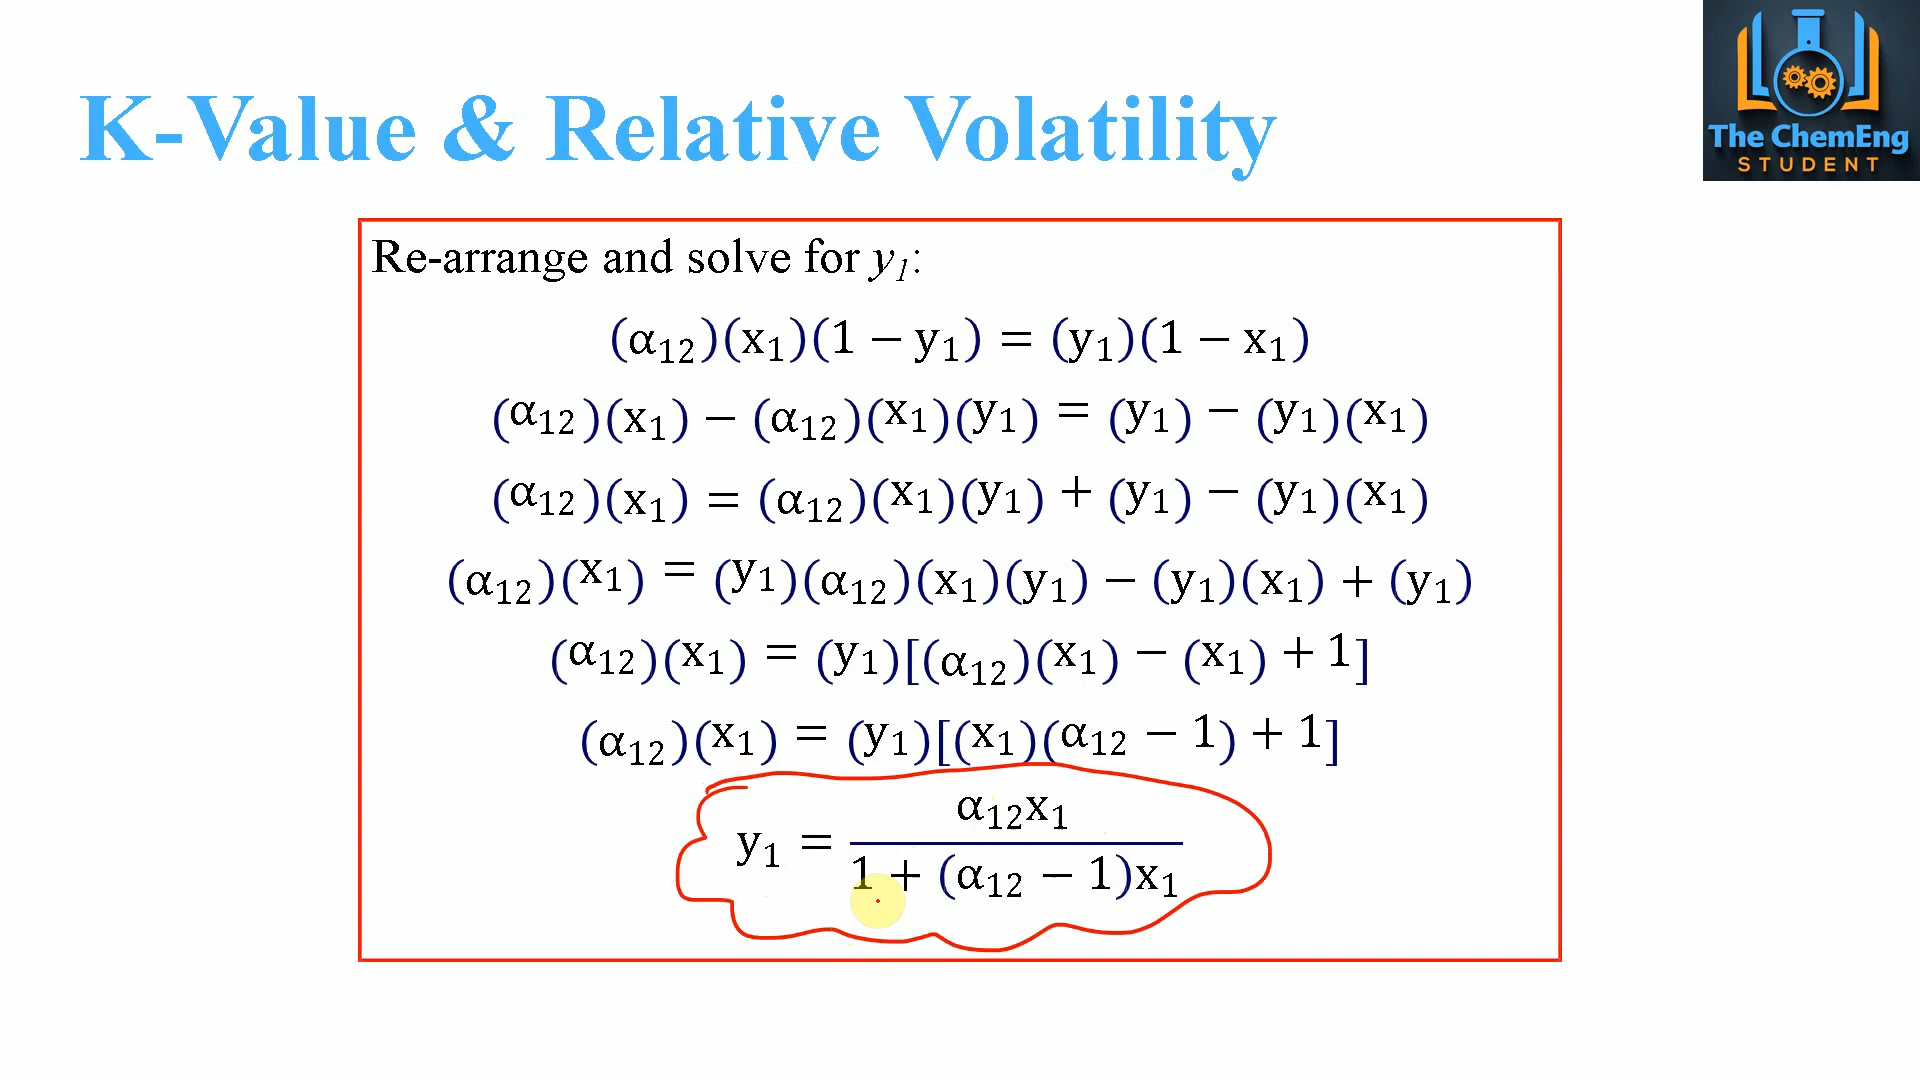 The ChemEng
STUDENT
K-Value & Relative Volatility
Re-arrange and solve for y₁:
(α₁₂)(x₁)(1 − y₁) = (y₁)(1 − x₁)
(α₁₂)(x₁) − (α₁₂)(x₁)(y₁) = (y₁) − (y₁)(x₁)
(α₁₂)(x₁) = (α₁₂)(x₁)(y₁) + (y₁) − (y₁)(x₁)
(α₁₂)(x₁) = (y₁)(α₁₂)(x₁)(y₁) − (y₁)(x₁) + (y₁)
(α₁₂)(x₁) = (y₁)[(α₁₂)(x₁) − (x₁) + 1]
(α₁₂)(x₁) = (y₁)[(x₁)(α₁₂ − 1) + 1]
y₁ = α₁₂x₁ / 1 + (α₁₂ − 1)x₁